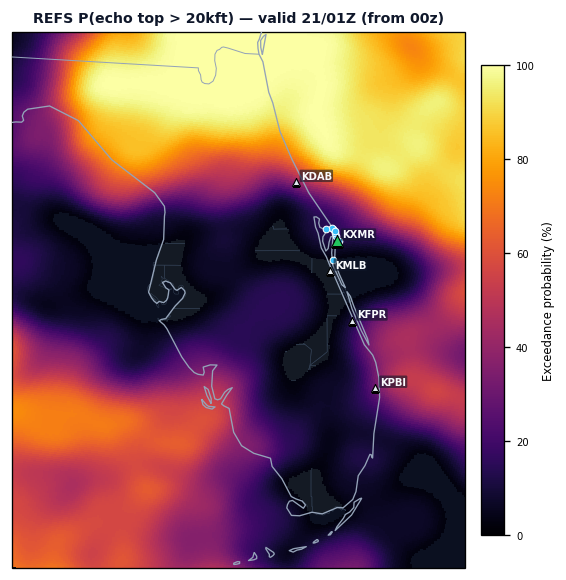 REFS P(echo top > 20kft) — valid 21/01Z (from 00z)
KDAB
KXMR
KMLB
KFPR
KPBI
100
80
60
40
20
0
Exceedance probability (%)